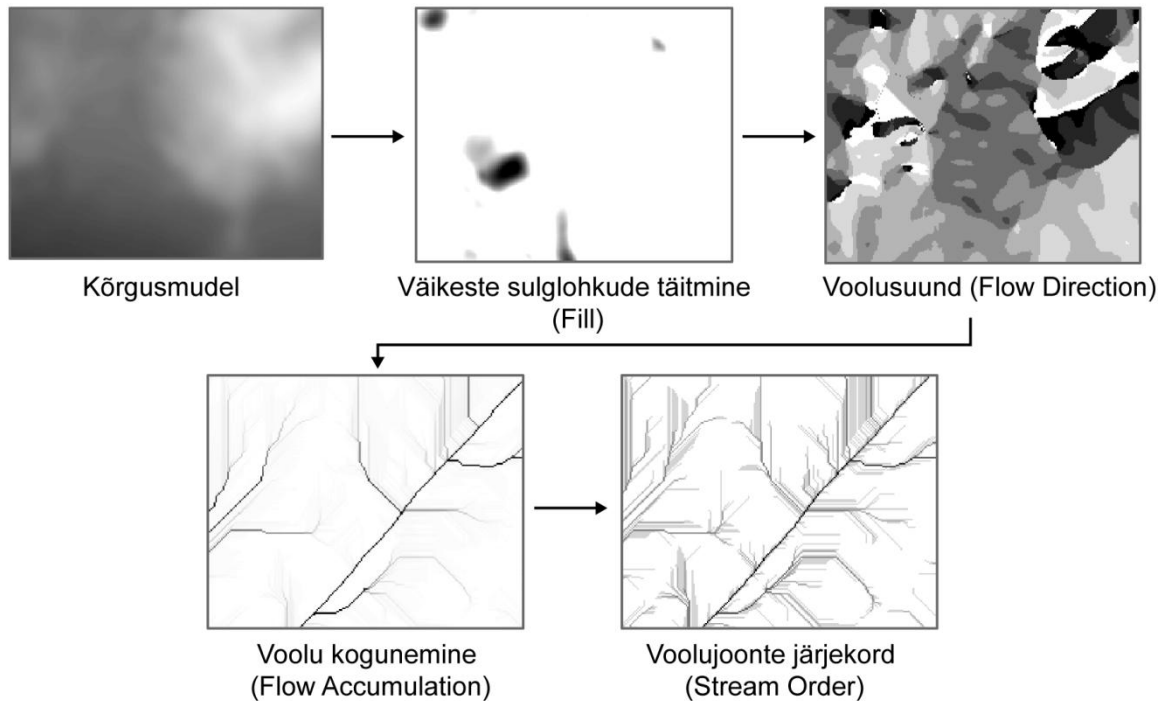 Kõrgusmudel
Väikeste sulglohkude täitmine
(Fill)
Voolusuund (Flow Direction)
Voolu kogunemine
(Flow Accumulation)
Voolujoonte järjekord
(Stream Order)